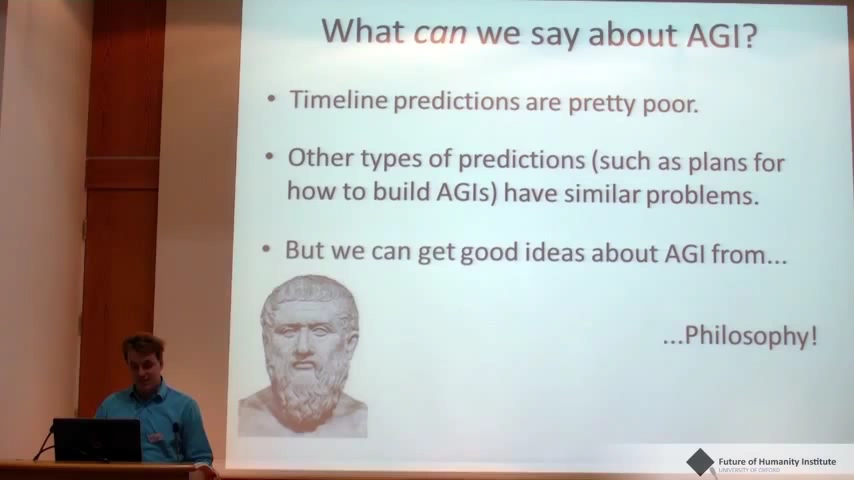 What can we say about AGI?
• Timeline predictions are pretty poor.
• Other types of predictions (such as plans for
how to build AGIs) have similar problems.
• But we can get good ideas about AGI from...
...Philosophy!
Future of Humanity Institute
UNIVERSITY OF OXFORD